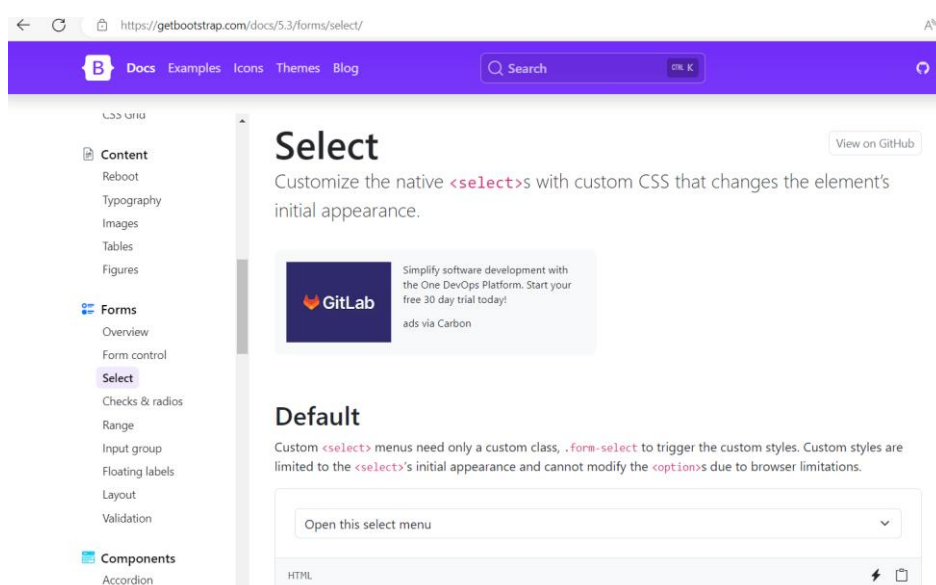 https://getbootstrap.com/docs/5.3/forms/select/
B Docs Examples Icons Themes Blog Search CTRL K
CSS Grid
Content
Reboot
Typography
Images
Tables
Figures
Forms
Overview
Form control
Select
Checks & radios
Range
Input group
Floating labels
Layout
Validation
Components
Accordion
Select
View on GitHub
Customize the native <select>s with custom CSS that changes the element's
initial appearance.
GitLab
Simplify software development with
the One DevOps Platform. Start your
free 30 day trial today!
ads via Carbon
Default
Custom <select> menus need only a custom class, .form-select to trigger the custom styles. Custom styles are
limited to the <select>'s initial appearance and cannot modify the <option>s due to browser limitations.
Open this select menu
HTML